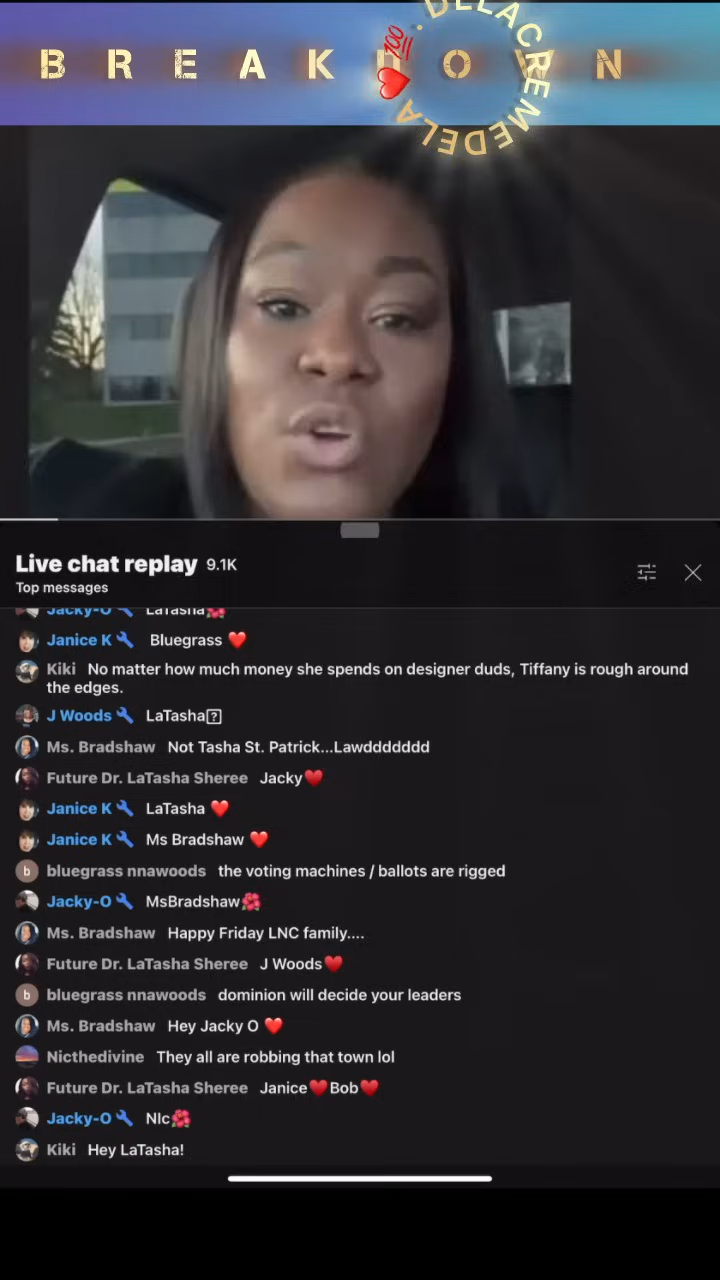 BREAKDOWN
DELACREMEDELA
💯
Live chat replay 9.1K
Top messages
Jacky-O LaTasha🌺
Janice K Bluegrass ❤️
Kiki No matter how much money she spends on designer duds, Tiffany is rough around
the edges.
J Woods LaTasha
Ms. Bradshaw Not Tasha St. Patrick...Lawddddddd
Future Dr. LaTasha Sheree Jacky♥️
Janice K LaTasha ❤️
Janice K Ms Bradshaw ❤️
b bluegrass nnawoods the voting machines / ballots are rigged
Jacky-O MsBradshaw🌺
Ms. Bradshaw Happy Friday LNC family....
Future Dr. LaTasha Sheree J Woods♥️
b bluegrass nnawoods dominion will decide your leaders
Ms. Bradshaw Hey Jacky O ❤️
Nicthedivine They all are robbing that town lol
Future Dr. LaTasha Sheree Janice♥️Bob♥️
Jacky-O NIc🌺
Kiki Hey LaTasha!